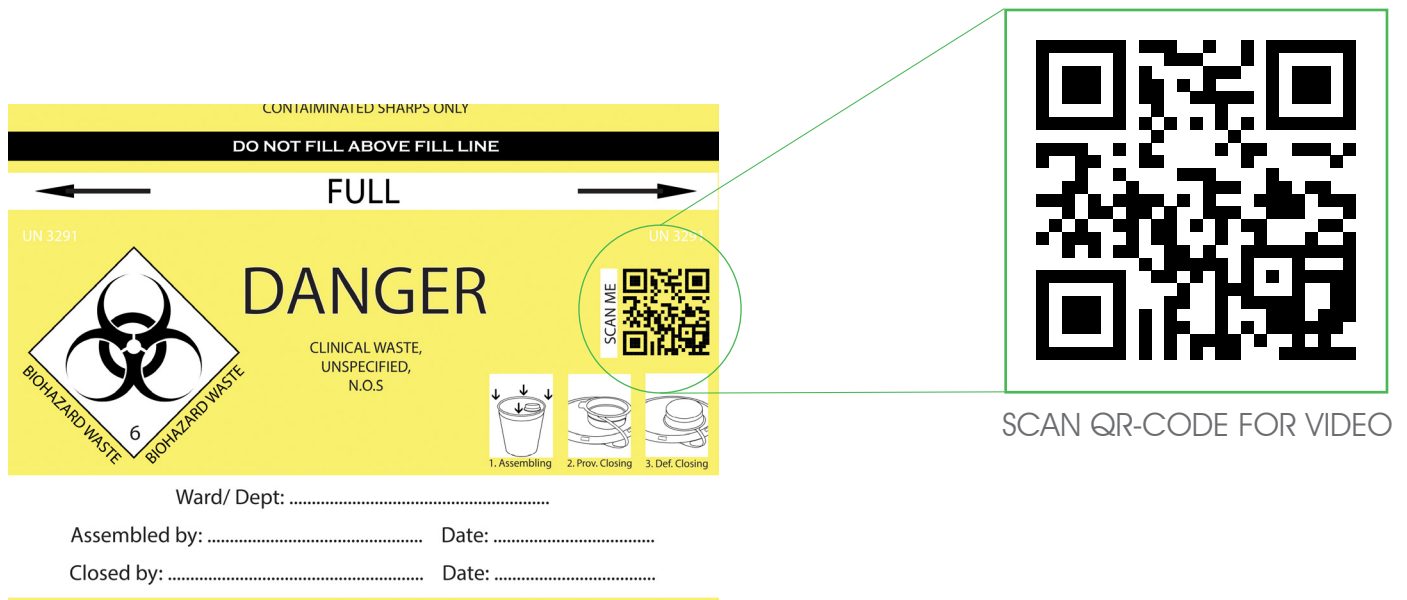 CONTAIMINATED SHARPS ONLY
DO NOT FILL ABOVE FILL LINE
FULL
UN 3291
UN 3291
DANGER
SCAN ME
CLINICAL WASTE,
UNSPECIFIED,
N.O.S
BIOHAZARD WASTE
6
BIOHAZARD WASTE
1. Assembling
2. Prov. Closing
3. Def. Closing
SCAN QR-CODE FOR VIDEO
Ward/ Dept: ..........................................................
Assembled by: ................................................ Date: ....................................
Closed by: ......................................................... Date: ....................................